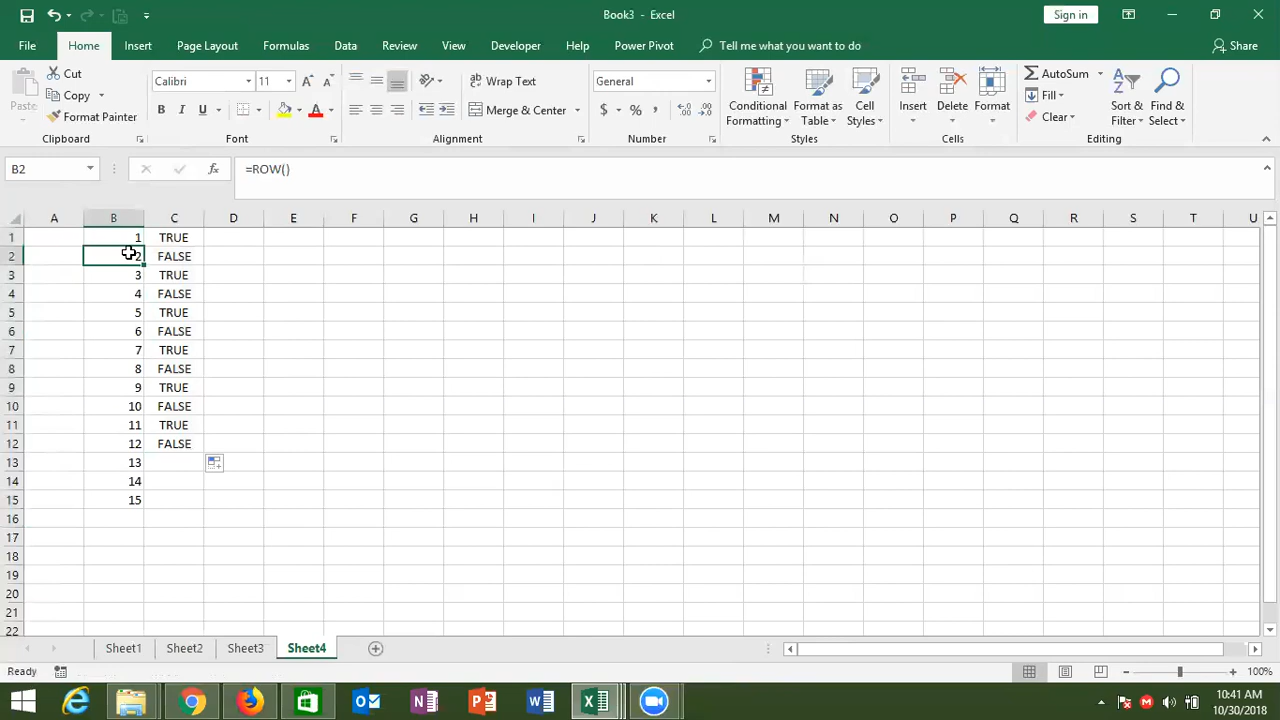 Book3 - Excel
Sign in
File Home Insert Page Layout Formulas Data Review View Developer Help Power Pivot Tell me what you want to do Share
Paste Cut Copy Format Painter Clipboard
Calibri 11 B I U A A A Font
Wrap Text Merge & Center Alignment
General $ % , Number
Conditional Formatting Format as Table Cell Styles Styles
Insert Delete Format Cells
AutoSum Fill Clear Sort & Filter Find & Select Editing
B2 fx =ROW()
A B C D E F G H I J K L M N O P Q R S T U
1 1 TRUE
2 2 FALSE
3 3 TRUE
4 4 FALSE
5 5 TRUE
6 6 FALSE
7 7 TRUE
8 8 FALSE
9 9 TRUE
10 10 FALSE
11 11 TRUE
12 12 FALSE
13 13
14 14
15 15
16
17
18
19
20
21
22
Sheet1 Sheet2 Sheet3 Sheet4
Ready 100%
10:41 AM
10/30/2018